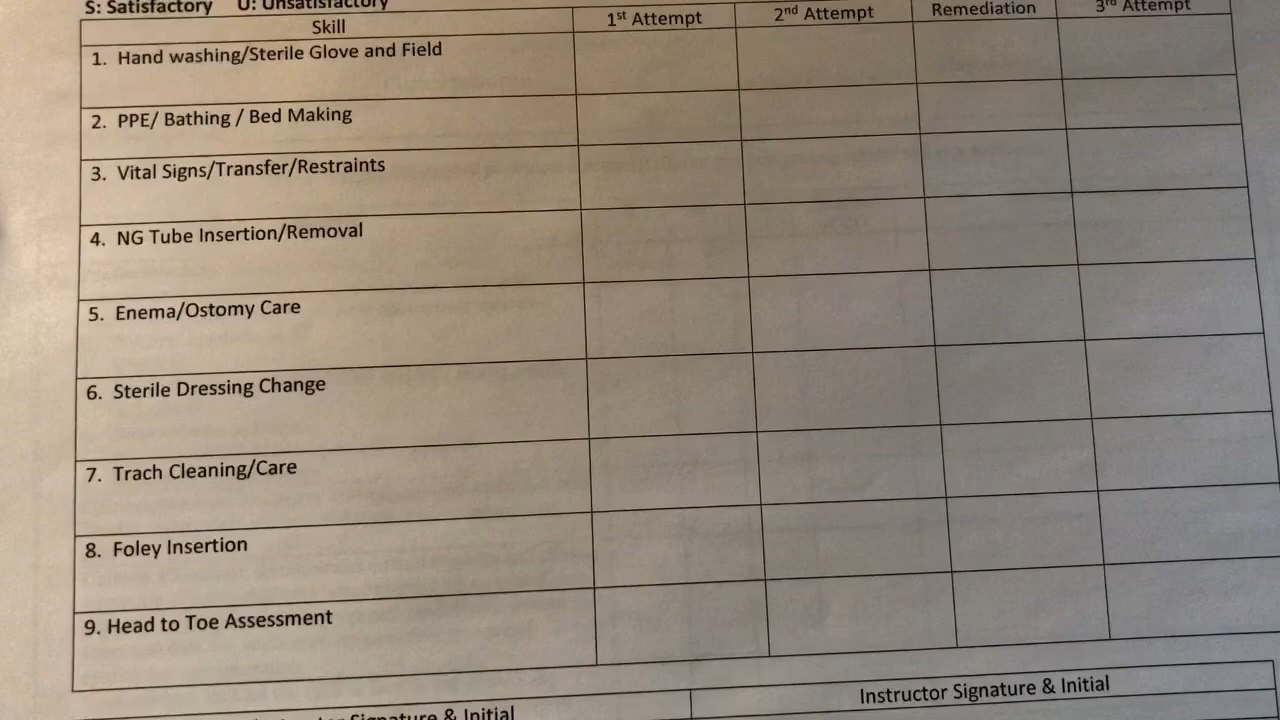 S: Satisfactory U: Unsatisfactory
Skill 1st Attempt 2nd Attempt Remediation 3rd Attempt
1. Hand washing/Sterile Glove and Field
2. PPE/ Bathing / Bed Making
3. Vital Signs/Transfer/Restraints
4. NG Tube Insertion/Removal
5. Enema/Ostomy Care
6. Sterile Dressing Change
7. Trach Cleaning/Care
8. Foley Insertion
9. Head to Toe Assessment
Signature & Initial Instructor Signature & Initial